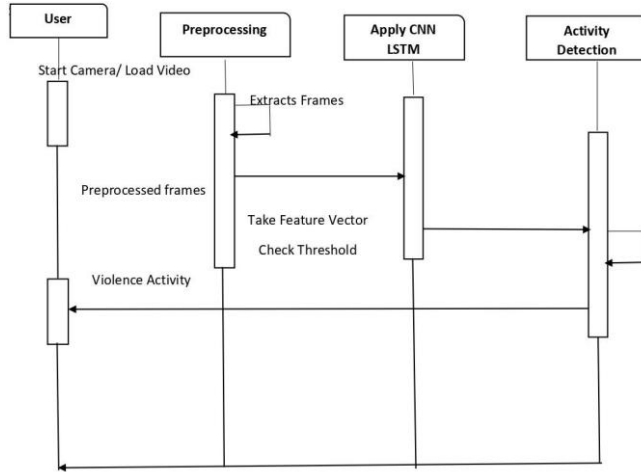 User
Preprocessing
Apply CNN
LSTM
Activity
Detection
Start Camera/ Load Video
Extracts Frames
Preprocessed frames
Take Feature Vector
Check Threshold
Violence Activity